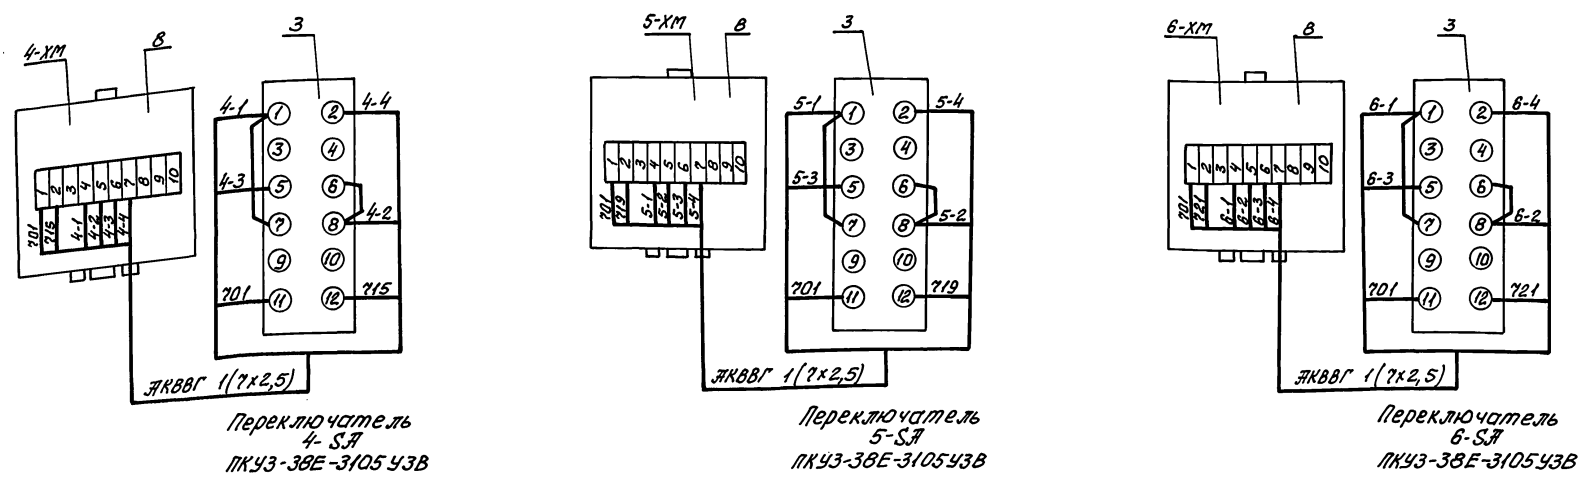 4-ХМ
8
3
4-1
1
2
4-4
3
4
4-3
5
6
7
8
4-2
9
10
701
11
12
715
1 2 3 4 5 6 7 8 9 10
701 715 4-1 4-2 4-3 4-4
АКВВГ 1(7×2,5)
Переключатель
4-SA
ПКУ3-38Е-3105У3В
5-ХМ
8
3
5-1
1
2
5-4
3
4
5-3
5
6
7
8
5-2
9
10
701
11
12
719
1 2 3 4 5 6 7 8 9 10
701 719 5-1 5-2 5-3 5-4
АКВВГ 1(7×2,5)
Переключатель
5-SA
ПКУ3-38Е-3105У3В
6-ХМ
8
3
6-1
1
2
6-4
3
4
6-3
5
6
7
8
6-2
9
10
701
11
12
721
1 2 3 4 5 6 7 8 9 10
701 721 6-1 6-2 6-3 6-4
АКВВГ 1(7×2,5)
Переключатель
6-SA
ПКУ3-38Е-3105У3В